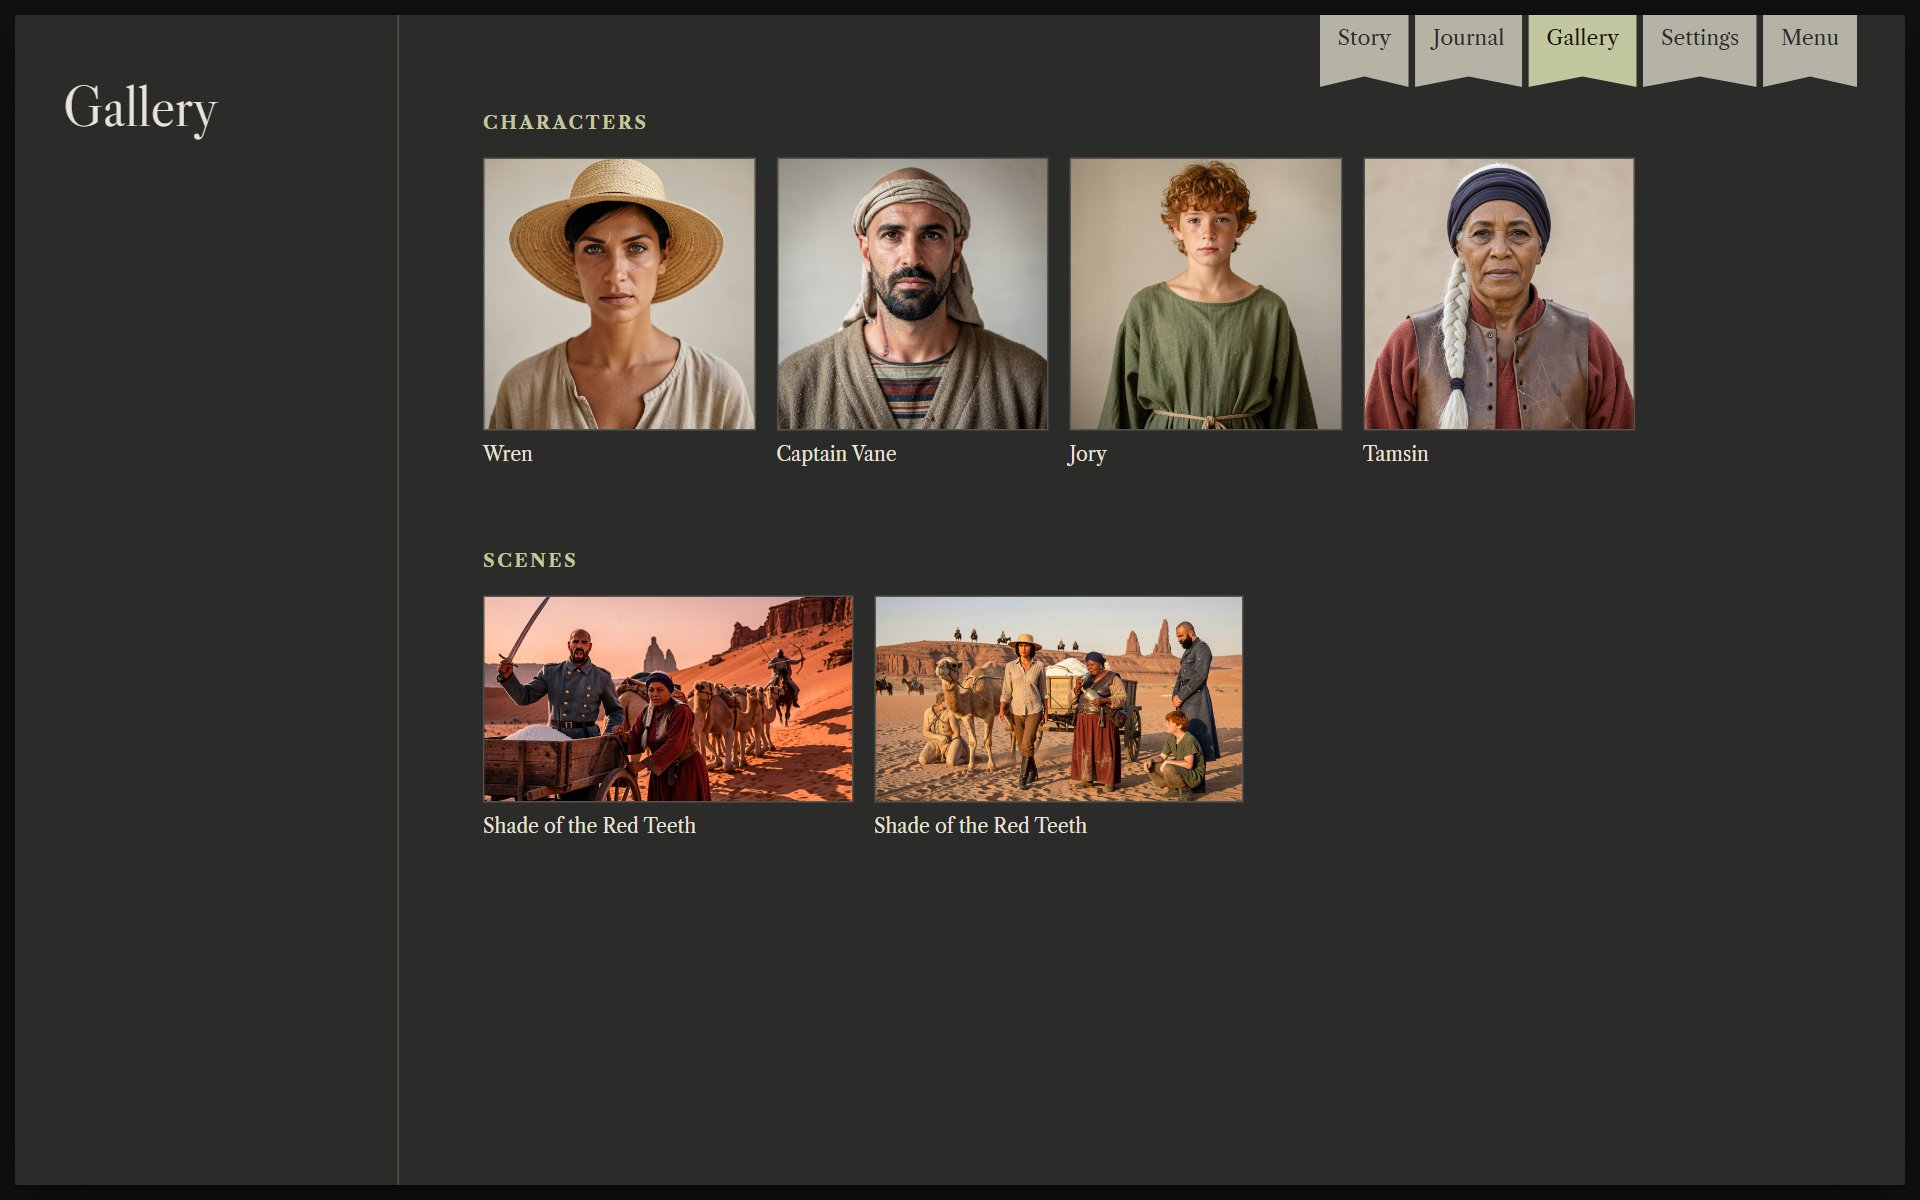 Story
Journal
Gallery
Settings
Menu
Gallery
CHARACTERS
Wren
Captain Vane
Jory
Tamsin
SCENES
Shade of the Red Teeth
Shade of the Red Teeth